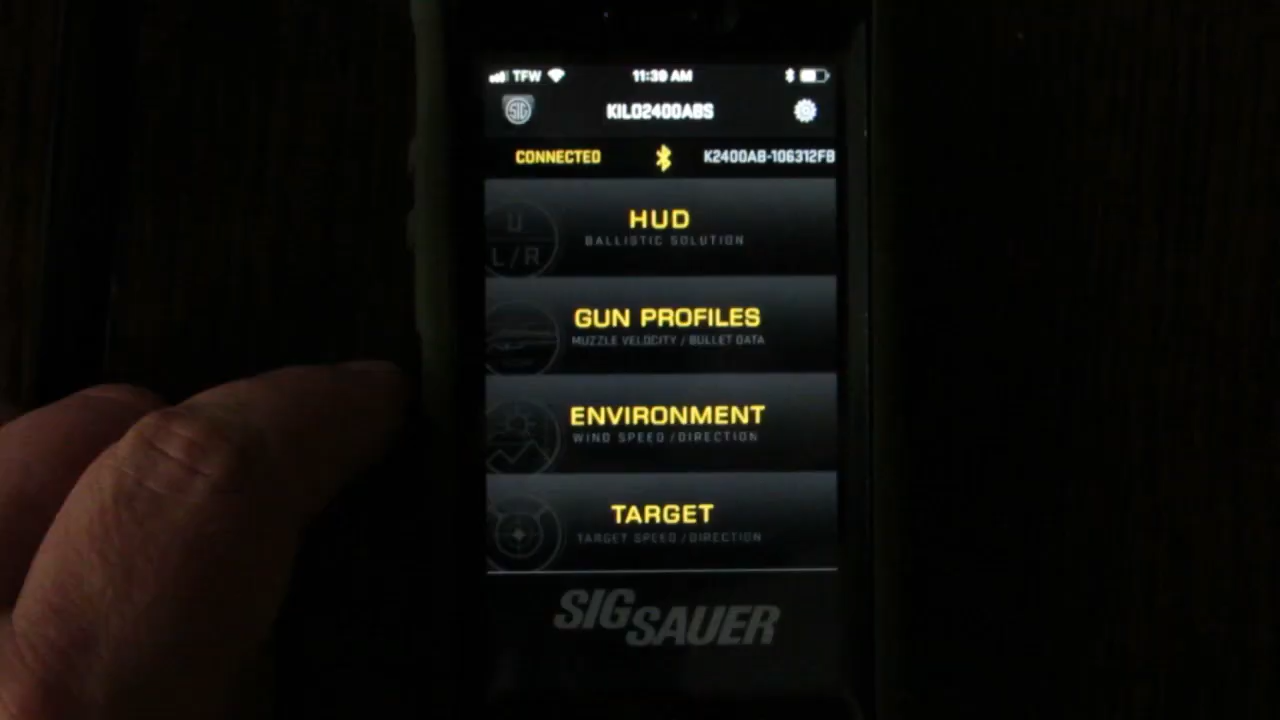 TFW 11:39 AM
SIG KILO2400ABS
CONNECTED K2400AB-106312FB
U
L/R
HUD
BALLISTIC SOLUTION
GUN PROFILES
MUZZLE VELOCITY / BULLET DATA
ENVIRONMENT
WIND SPEED / DIRECTION
TARGET
TARGET SPEED / DIRECTION
SIG SAUER